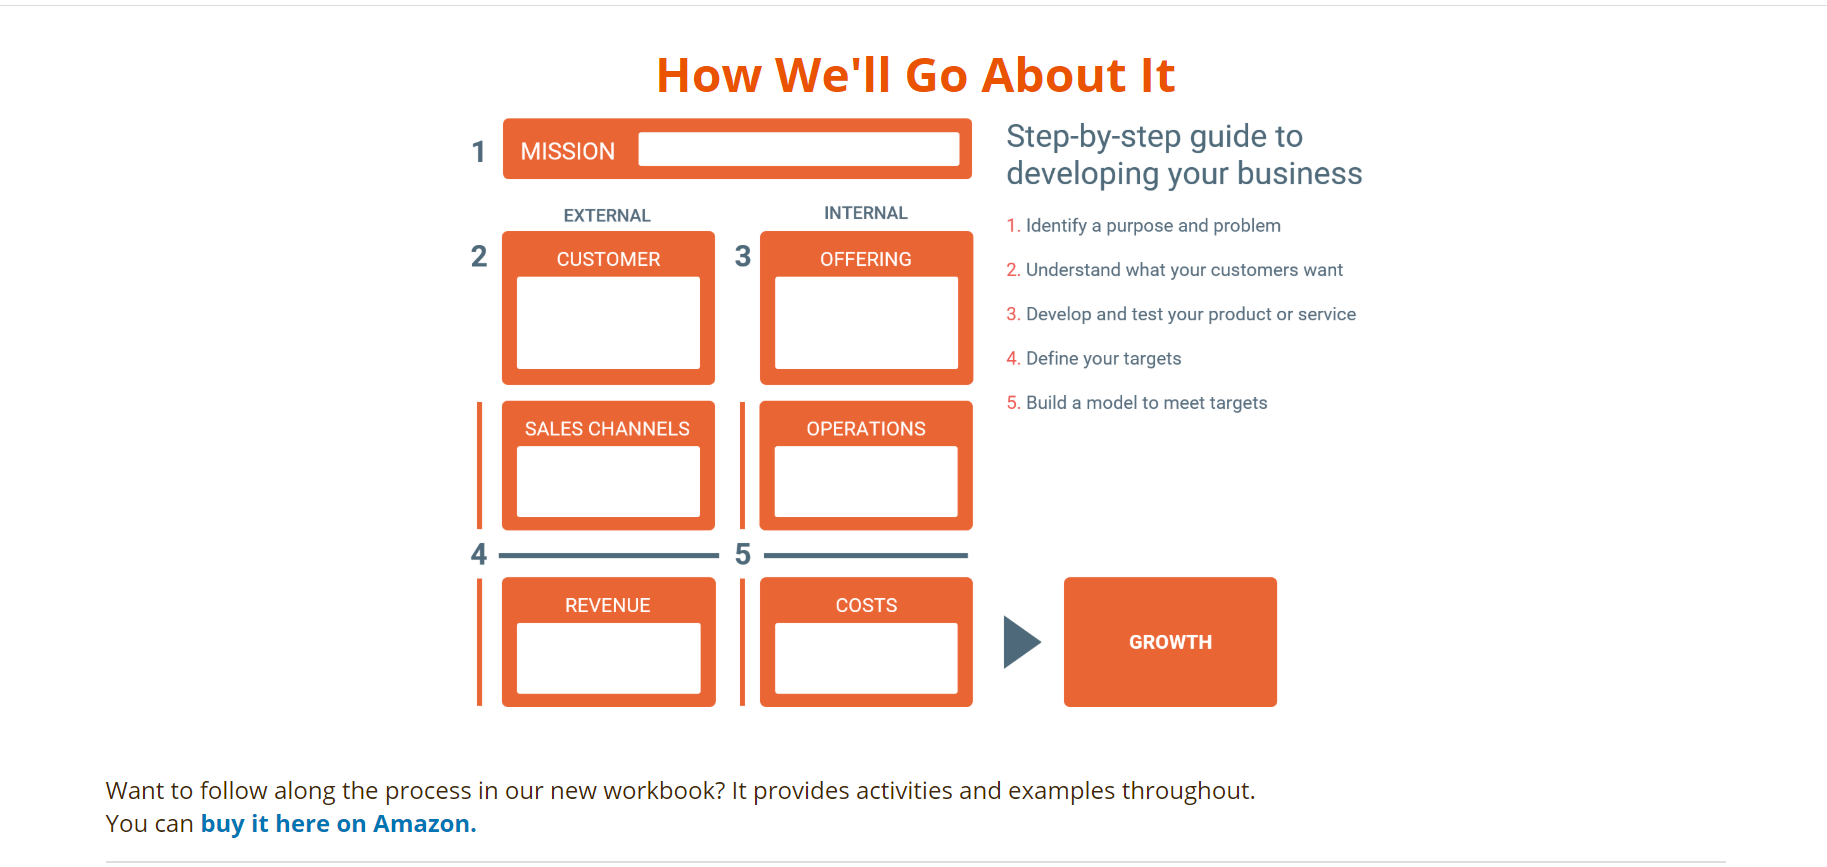 How We'll Go About It
1
MISSION
EXTERNAL
INTERNAL
2
CUSTOMER
3
OFFERING
SALES CHANNELS
OPERATIONS
4
5
REVENUE
COSTS
GROWTH
Step-by-step guide to
developing your business
1. Identify a purpose and problem
2. Understand what your customers want
3. Develop and test your product or service
4. Define your targets
5. Build a model to meet targets
Want to follow along the process in our new workbook? It provides activities and examples throughout.
You can buy it here on Amazon.